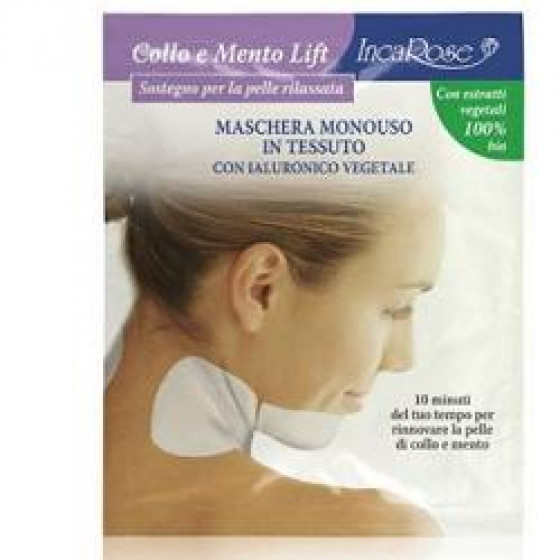 Collo e Mento Lift
IncaRose
Sostegno per la pelle rilassata
Con estratti
vegetali
100%
bio
MASCHERA MONOUSO
IN TESSUTO
CON IALURONICO VEGETALE
10 minuti
del tuo tempo per
rinnovare la pelle
di collo e mento